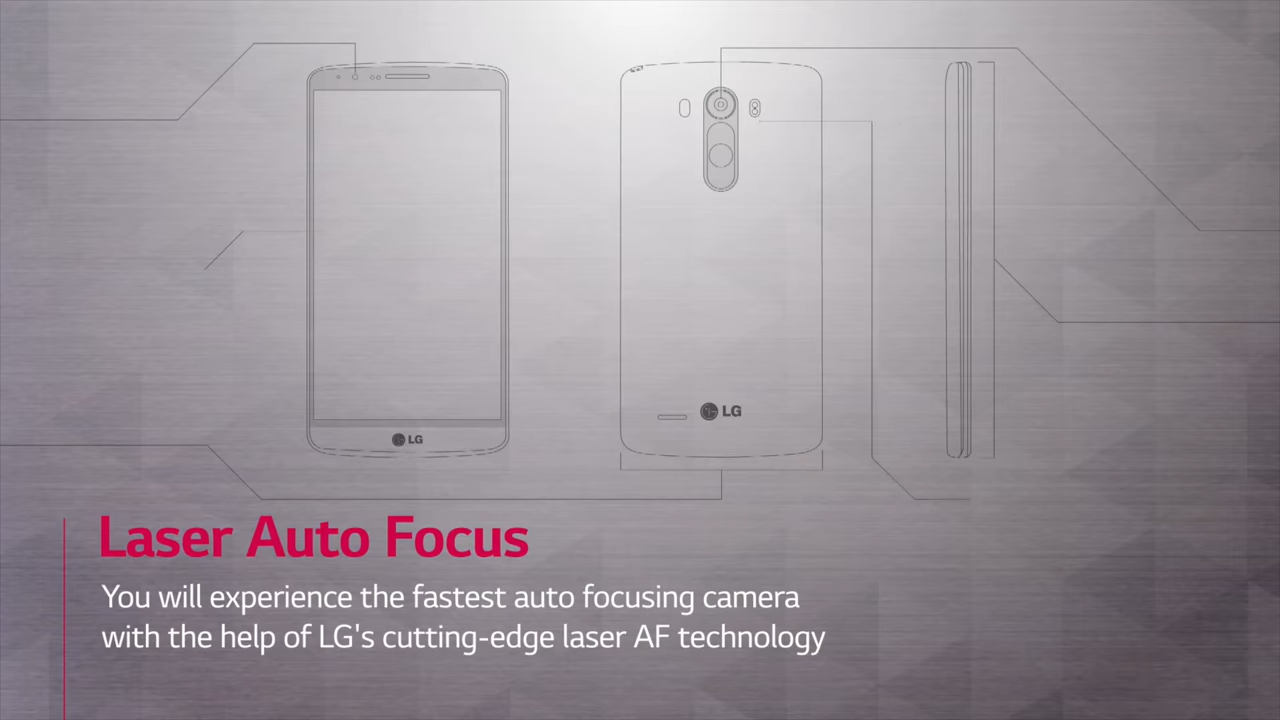 LG
LG
Laser Auto Focus
You will experience the fastest auto focusing camera
with the help of LG's cutting-edge laser AF technology